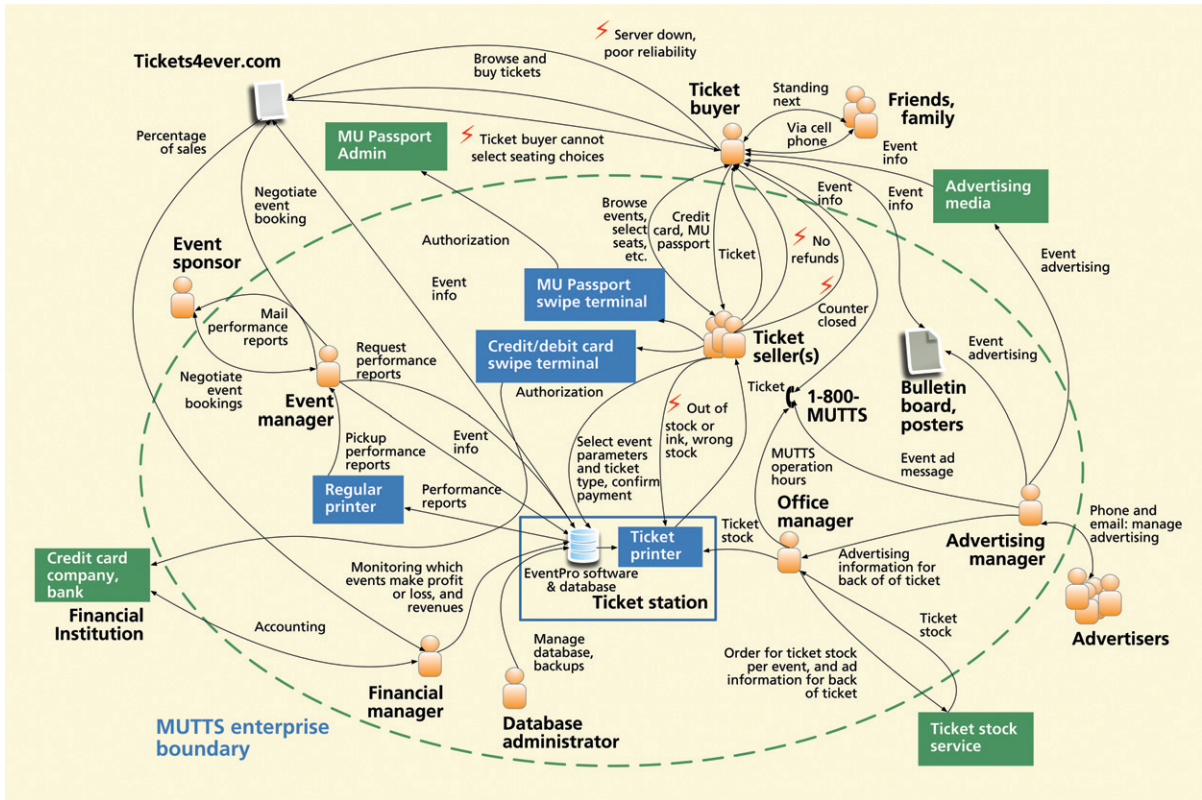 Server down,
poor reliability
Tickets4ever.com
Browse and
buy tickets
Ticket
buyer
Standing
next
Friends,
family
Via cell
phone
Percentage
of sales
MU Passport
Admin
Ticket buyer cannot
select seating choices
Event
info
Advertising
media
Negotiate
event
booking
Browse
events,
select
seats,
etc.
Credit
card, MU
passport
Ticket
No
refunds
Event
info
Event
info
Event
advertising
Authorization
Event
sponsor
Event
info
MU Passport
swipe terminal
Counter
closed
Mail
performance
reports
Request
performance
reports
Credit/debit card
swipe terminal
Ticket
seller(s)
Event
advertising
Negotiate
event
bookings
Event
manager
Authorization
Ticket
1-800-
MUTTS
Bulletin
board,
posters
Out of
stock or
ink, wrong
stock
Pickup
performance
reports
Event
info
Select event
parameters
and ticket
type, confirm
payment
MUTTS
operation
hours
Event ad
message
Regular
printer
Performance
reports
Office
manager
Phone and
email: manage
advertising
Ticket
printer
Ticket
stock
Advertising
manager
Credit card
company,
bank
Financial
Institution
Monitoring which
events make profit
or loss, and
revenues
EventPro software
& database
Ticket station
Advertising
information for
back of of ticket
Advertisers
Accounting
Manage
database,
backups
Ticket
stock
Order for ticket stock
per event, and ad
information for back
of ticket
Financial
manager
Database
administrator
MUTTS enterprise
boundary
Ticket stock
service